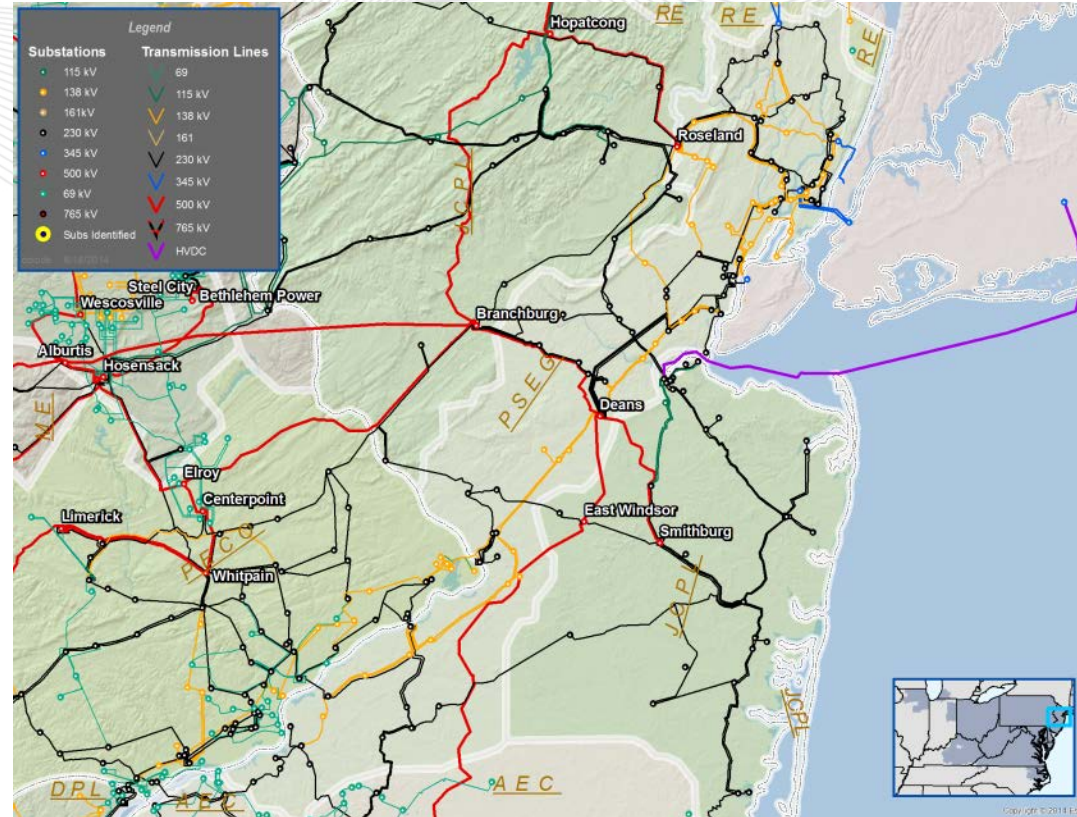 Legend
Substations
115 kV
138 kV
161kV
230 kV
345 kV
500 kV
69 kV
765 kV
Subs Identified
Transmission Lines
69
115 kV
138 kV
161
230 kV
345 kV
500 kV
765 kV
HVDC
Hopatcong
RE
RE
RE
Roseland
JCPL
Steel City
Bethlehem Power
Wescosville
Branchburg
Alburtis
Hosensack
PSEG
Deans
ME
Elroy
Centerpoint
East Windsor
Limerick
Smithburg
PECO
Whitpain
JCPL
JCPL
DPL
AEC
AEC